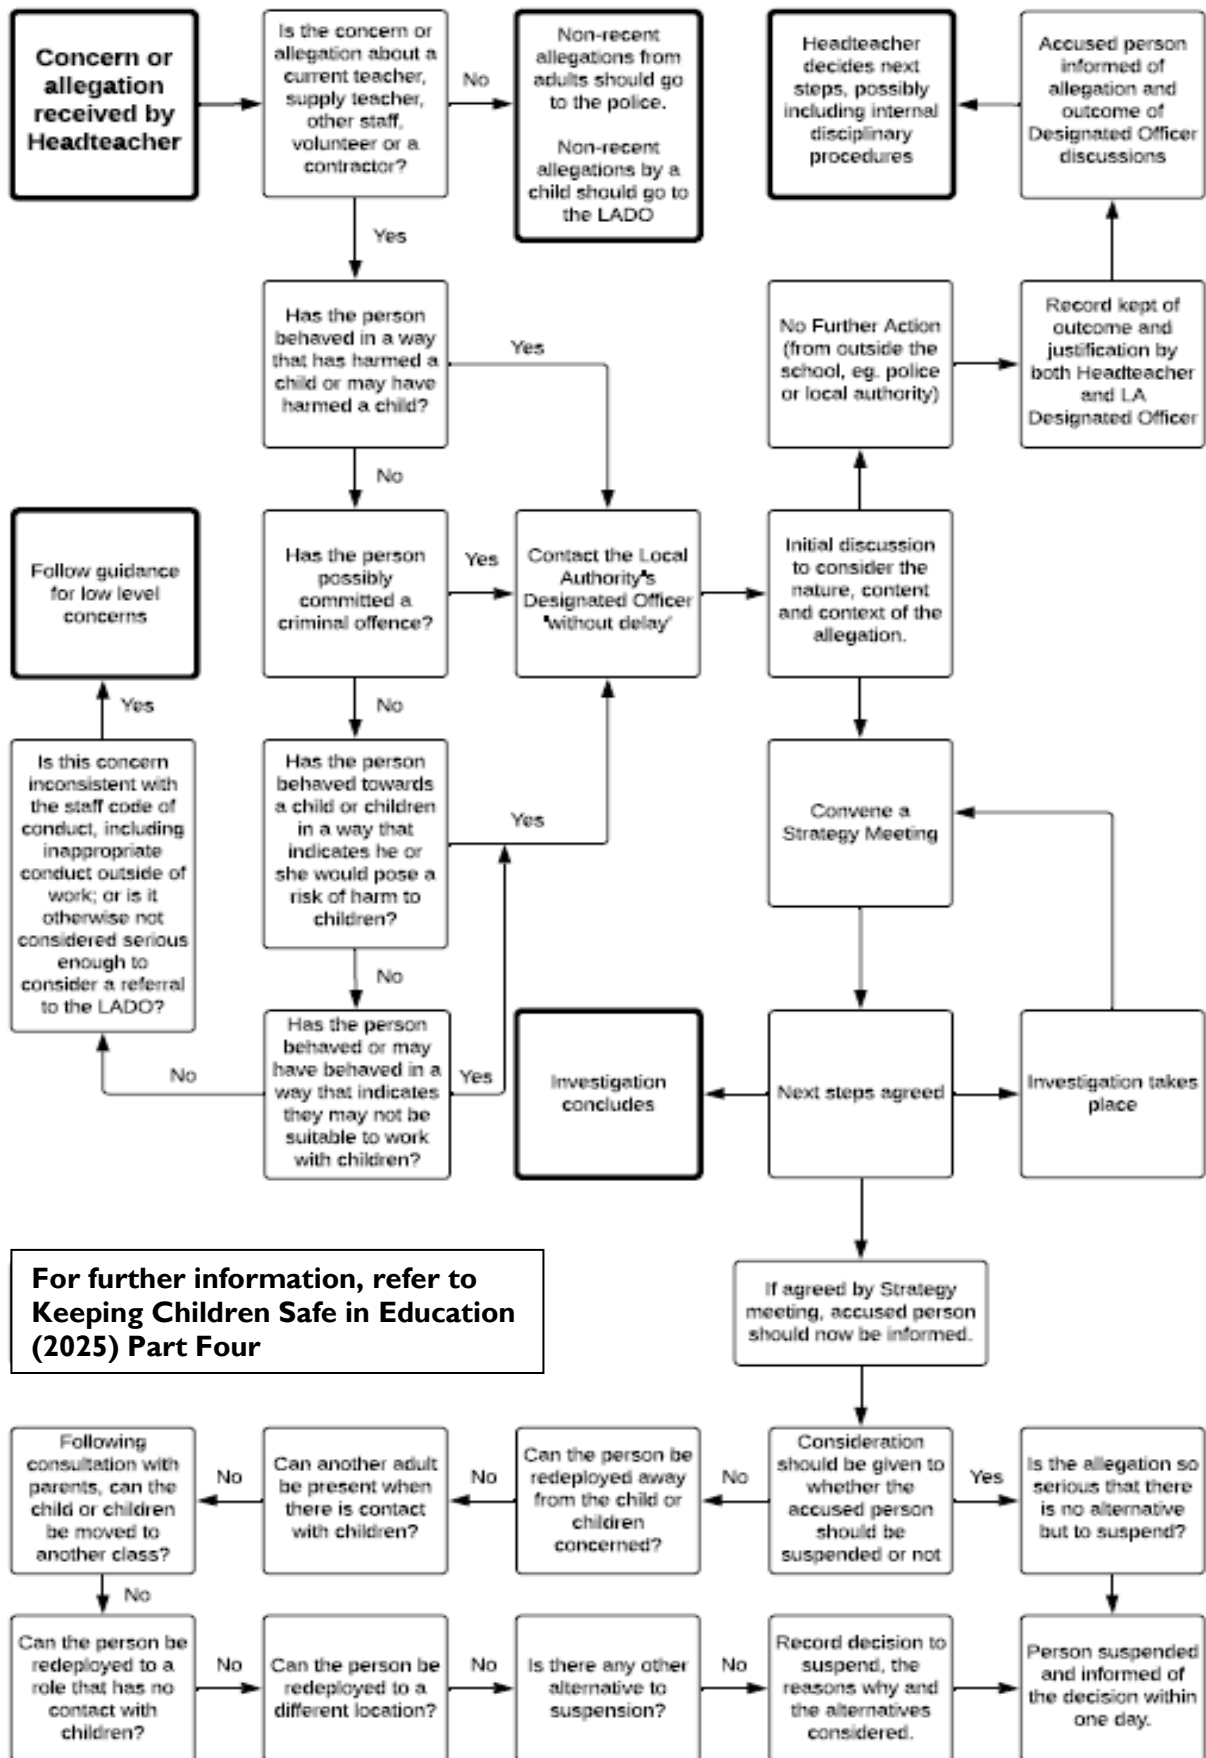 Concern or
allegation
received by
Headteacher
Is the concern or
allegation about a
current teacher,
supply teacher,
other staff,
volunteer or a
contractor?
No
Non-recent
allegations from
adults should go
to the police.
Non-recent
allegations by a
child should go to
the LADO
Headteacher
decides next
steps, possibly
including internal
disciplinary
procedures
Accused person
informed of
allegation and
outcome of
Designated Officer
discussions
Yes
Has the person
behaved in a way
that has harmed a
child or may have
harmed a child?
Yes
No Further Action
(from outside the
school, eg. police
or local authority)
Record kept of
outcome and
justification by
both Headteacher
and LA
Designated Officer
No
Follow guidance
for low level
concerns
Has the person
possibly
committed a
criminal offence?
Yes
Contact the Local
Authority's
Designated Officer
'without delay'
Initial discussion
to consider the
nature, content
and context of the
allegation.
Yes
No
Is this concern
inconsistent with
the staff code of
conduct, including
inappropriate
conduct outside of
work; or is it
otherwise not
considered serious
enough to
consider a referral
to the LADO?
Has the person
behaved towards
a child or children
in a way that
indicates he or
she would pose a
risk of harm to
children?
Yes
Convene a
Strategy Meeting
No
No
Has the person
behaved or may
have behaved in a
way that indicates
they may not be
suitable to work
with children?
Yes
Investigation
concludes
Next steps agreed
Investigation takes
place
For further information, refer to
Keeping Children Safe in Education
(2025) Part Four
If agreed by Strategy
meeting, accused person
should now be informed.
Following
consultation with
parents, can the
child or children
be moved to
another class?
No
Can another adult
be present when
there is contact
with children?
No
Can the person be
redeployed away
from the child or
children
concerned?
No
Consideration
should be given to
whether the
accused person
should be
suspended or not
Yes
Is the allegation so
serious that there
is no alternative
but to suspend?
No
Can the person be
redeployed to a
role that has no
contact with
children?
No
Can the person be
redeployed to a
different location?
No
Is there any other
alternative to
suspension?
No
Record decision to
suspend, the
reasons why and
the alternatives
considered.
Person suspended
and informed of
the decision within
one day.